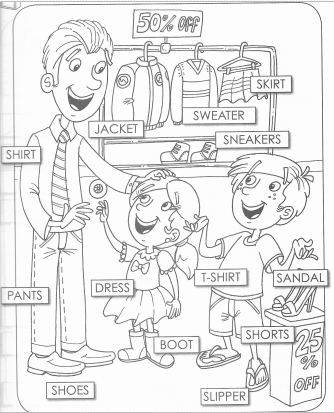 50% OFF
SKIRT
SWEATER
JACKET
SNEAKERS
SHIRT
T-SHIRT
SANDAL
DRESS
PANTS
SHORTS
BOOT
25
%
OFF
SHOES
SLIPPER